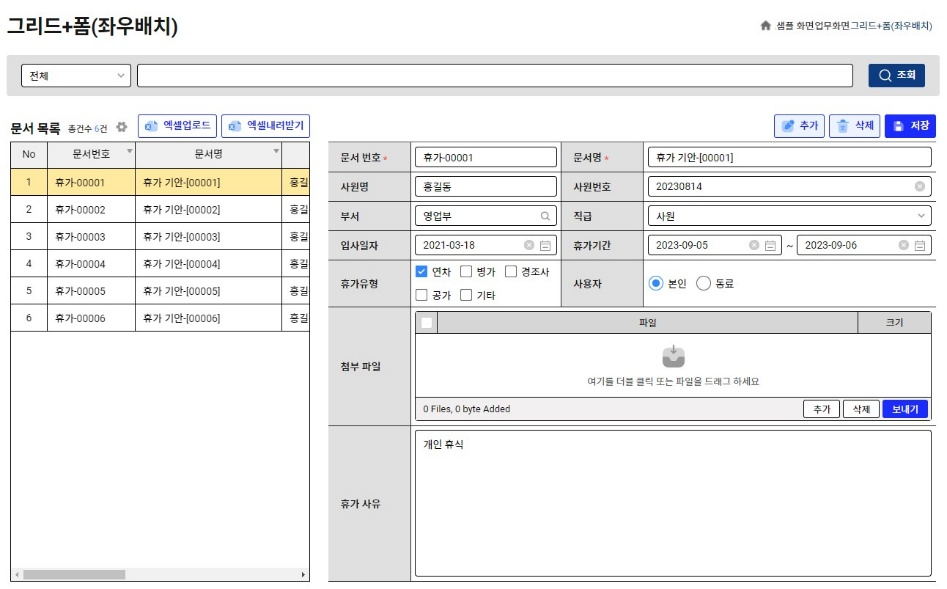 그리드+폼(좌우배치)
샘플 화면업무화면그리드+폼(좌우배치)
전체
조회
문서 목록 총건수 6건 엑셀업로드 엑셀내려받기
추가 삭제 저장
No 문서번호 문서명
1 휴가-00001 휴가 기안-[00001] 홍길
2 휴가-00002 휴가 기안-[00002] 홍길
3 휴가-00003 휴가 기안-[00003] 홍길
4 휴가-00004 휴가 기안-[00004] 홍길
5 휴가-00005 휴가 기안-[00005] 홍길
6 휴가-00006 휴가 기안-[00006] 홍길
문서 번호 * 휴가-00001 문서명 * 휴가 기안-[00001]
사원명 홍길동 사원번호 20230814
부서 영업부 직급 사원
입사일자 2021-03-18 휴가기간 2023-09-05 ~ 2023-09-06
휴가유형 연차 병가 경조사
공가 기타
사용자 본인 동료
첨부 파일
파일 크기
여기를 더블 클릭 또는 파일을 드래그 하세요
0 Files, 0 byte Added 추가 삭제 보내기
휴가 사유
개인 휴식